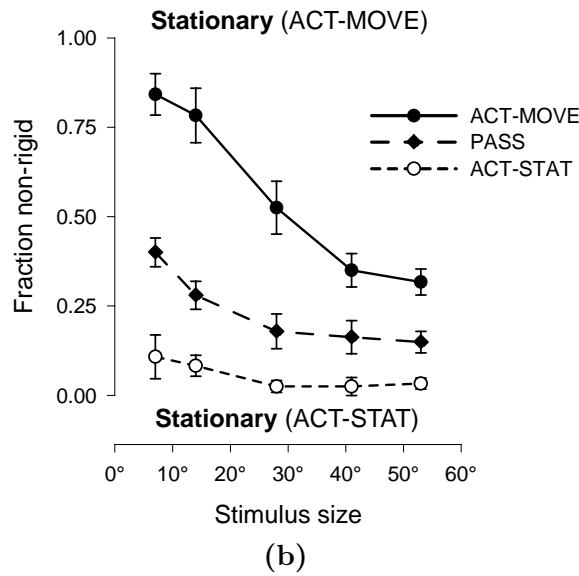 Stationary (ACT-MOVE)
1.00
0.75
0.50
0.25
0.00
Fraction non-rigid
ACT-MOVE
PASS
ACT-STAT
Stationary (ACT-STAT)
0° 10° 20° 30° 40° 50° 60°
Stimulus size
(b)